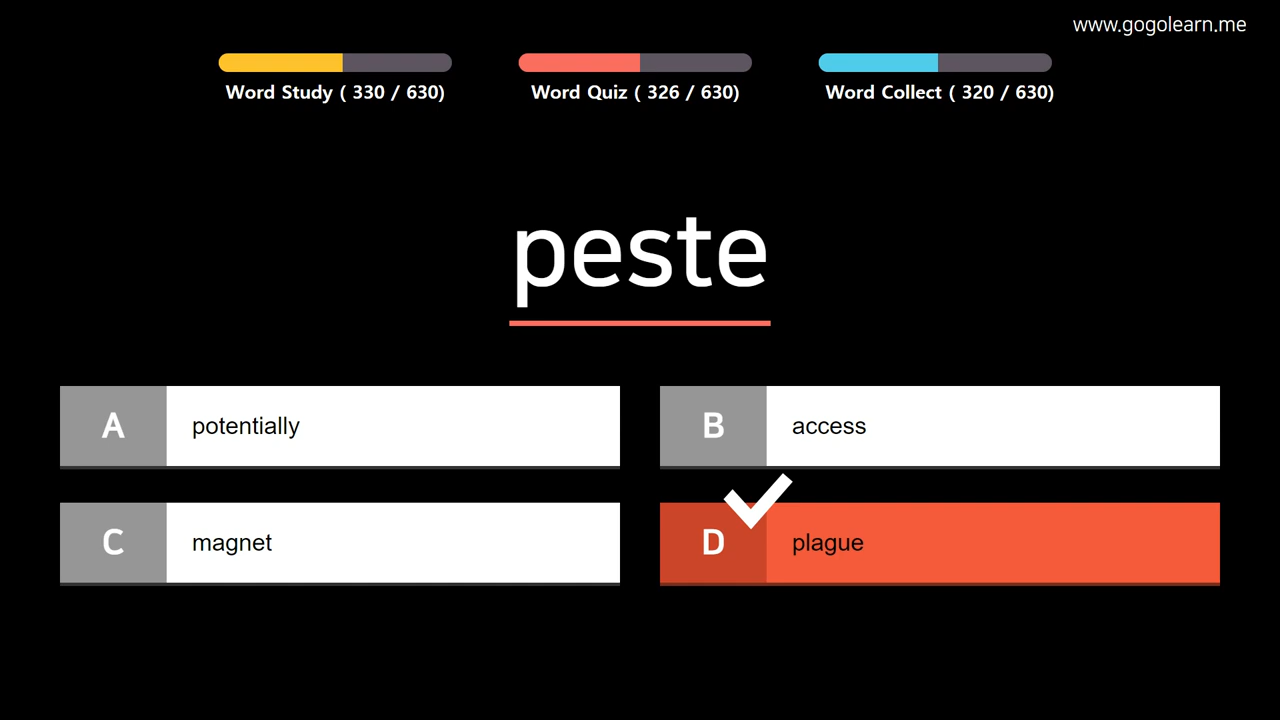 www.gogolearn.me
Word Study ( 330 / 630)
Word Quiz ( 326 / 630)
Word Collect ( 320 / 630)
peste
A potentially
B access
C magnet
D plague